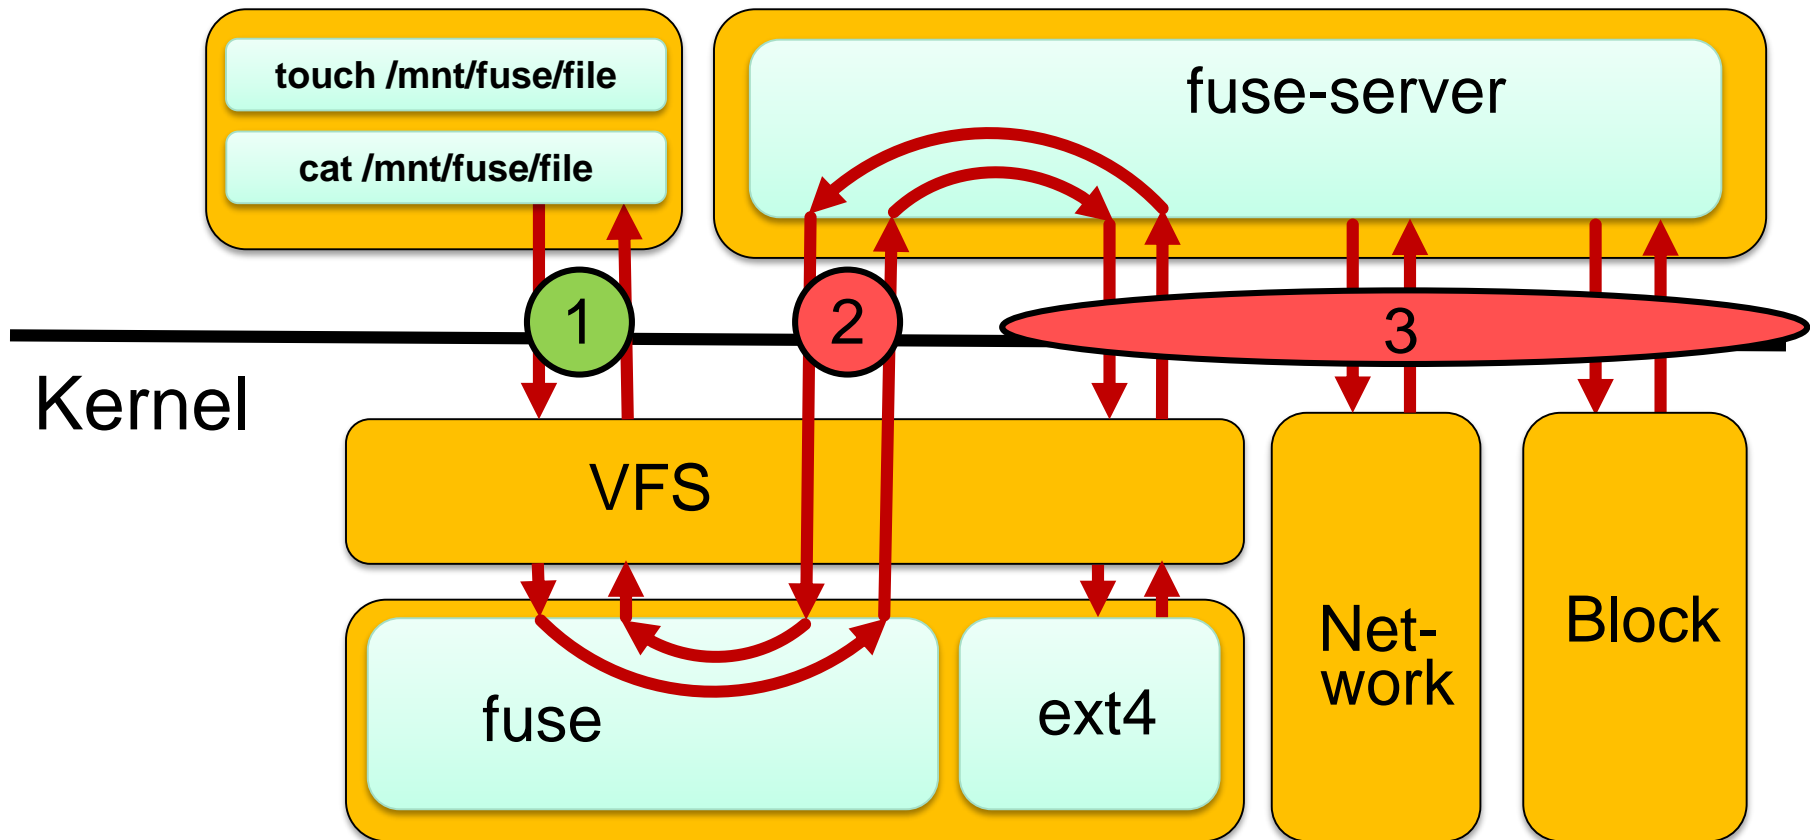 touch /mnt/fuse/file
cat /mnt/fuse/file
fuse-server
1
2
3
Kernel
VFS
fuse
ext4
Net-
work
Block